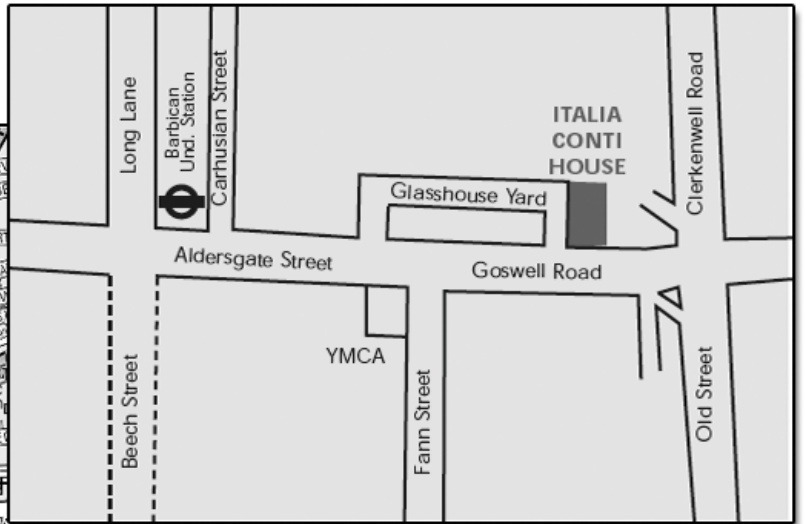 Long Lane
Barbican
Und. Station
Carhusian Street
ITALIA
CONTI
HOUSE
Clerkenwell Road
Glasshouse Yard
Aldersgate Street
Goswell Road
YMCA
Beech Street
Fann Street
Old Street